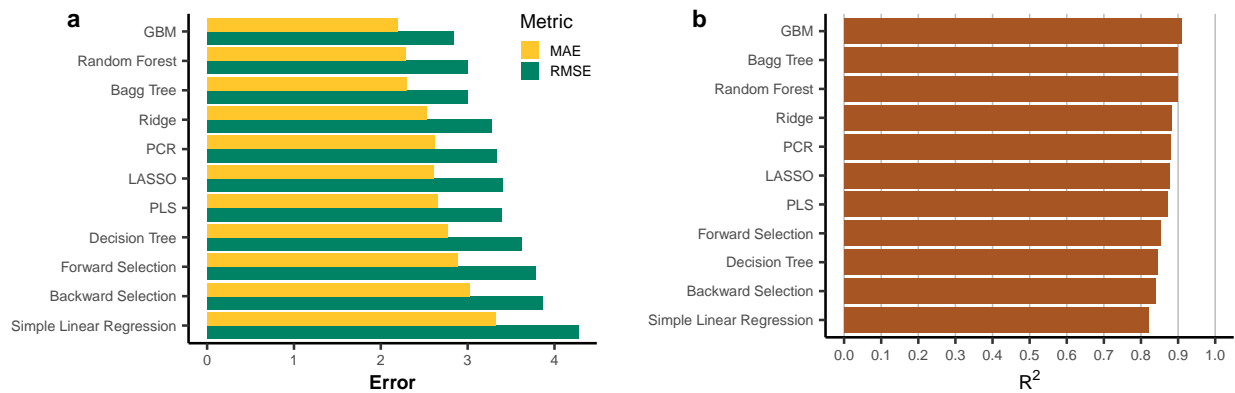 a
Metric
MAE
RMSE
GBM
Random Forest
Bagg Tree
Ridge
PCR
LASSO
PLS
Decision Tree
Forward Selection
Backward Selection
Simple Linear Regression
0 1 2 3 4
Error
b
GBM
Bagg Tree
Random Forest
Ridge
PCR
LASSO
PLS
Forward Selection
Decision Tree
Backward Selection
Simple Linear Regression
0.0 0.1 0.2 0.3 0.4 0.5 0.6 0.7 0.8 0.9 1.0
R²